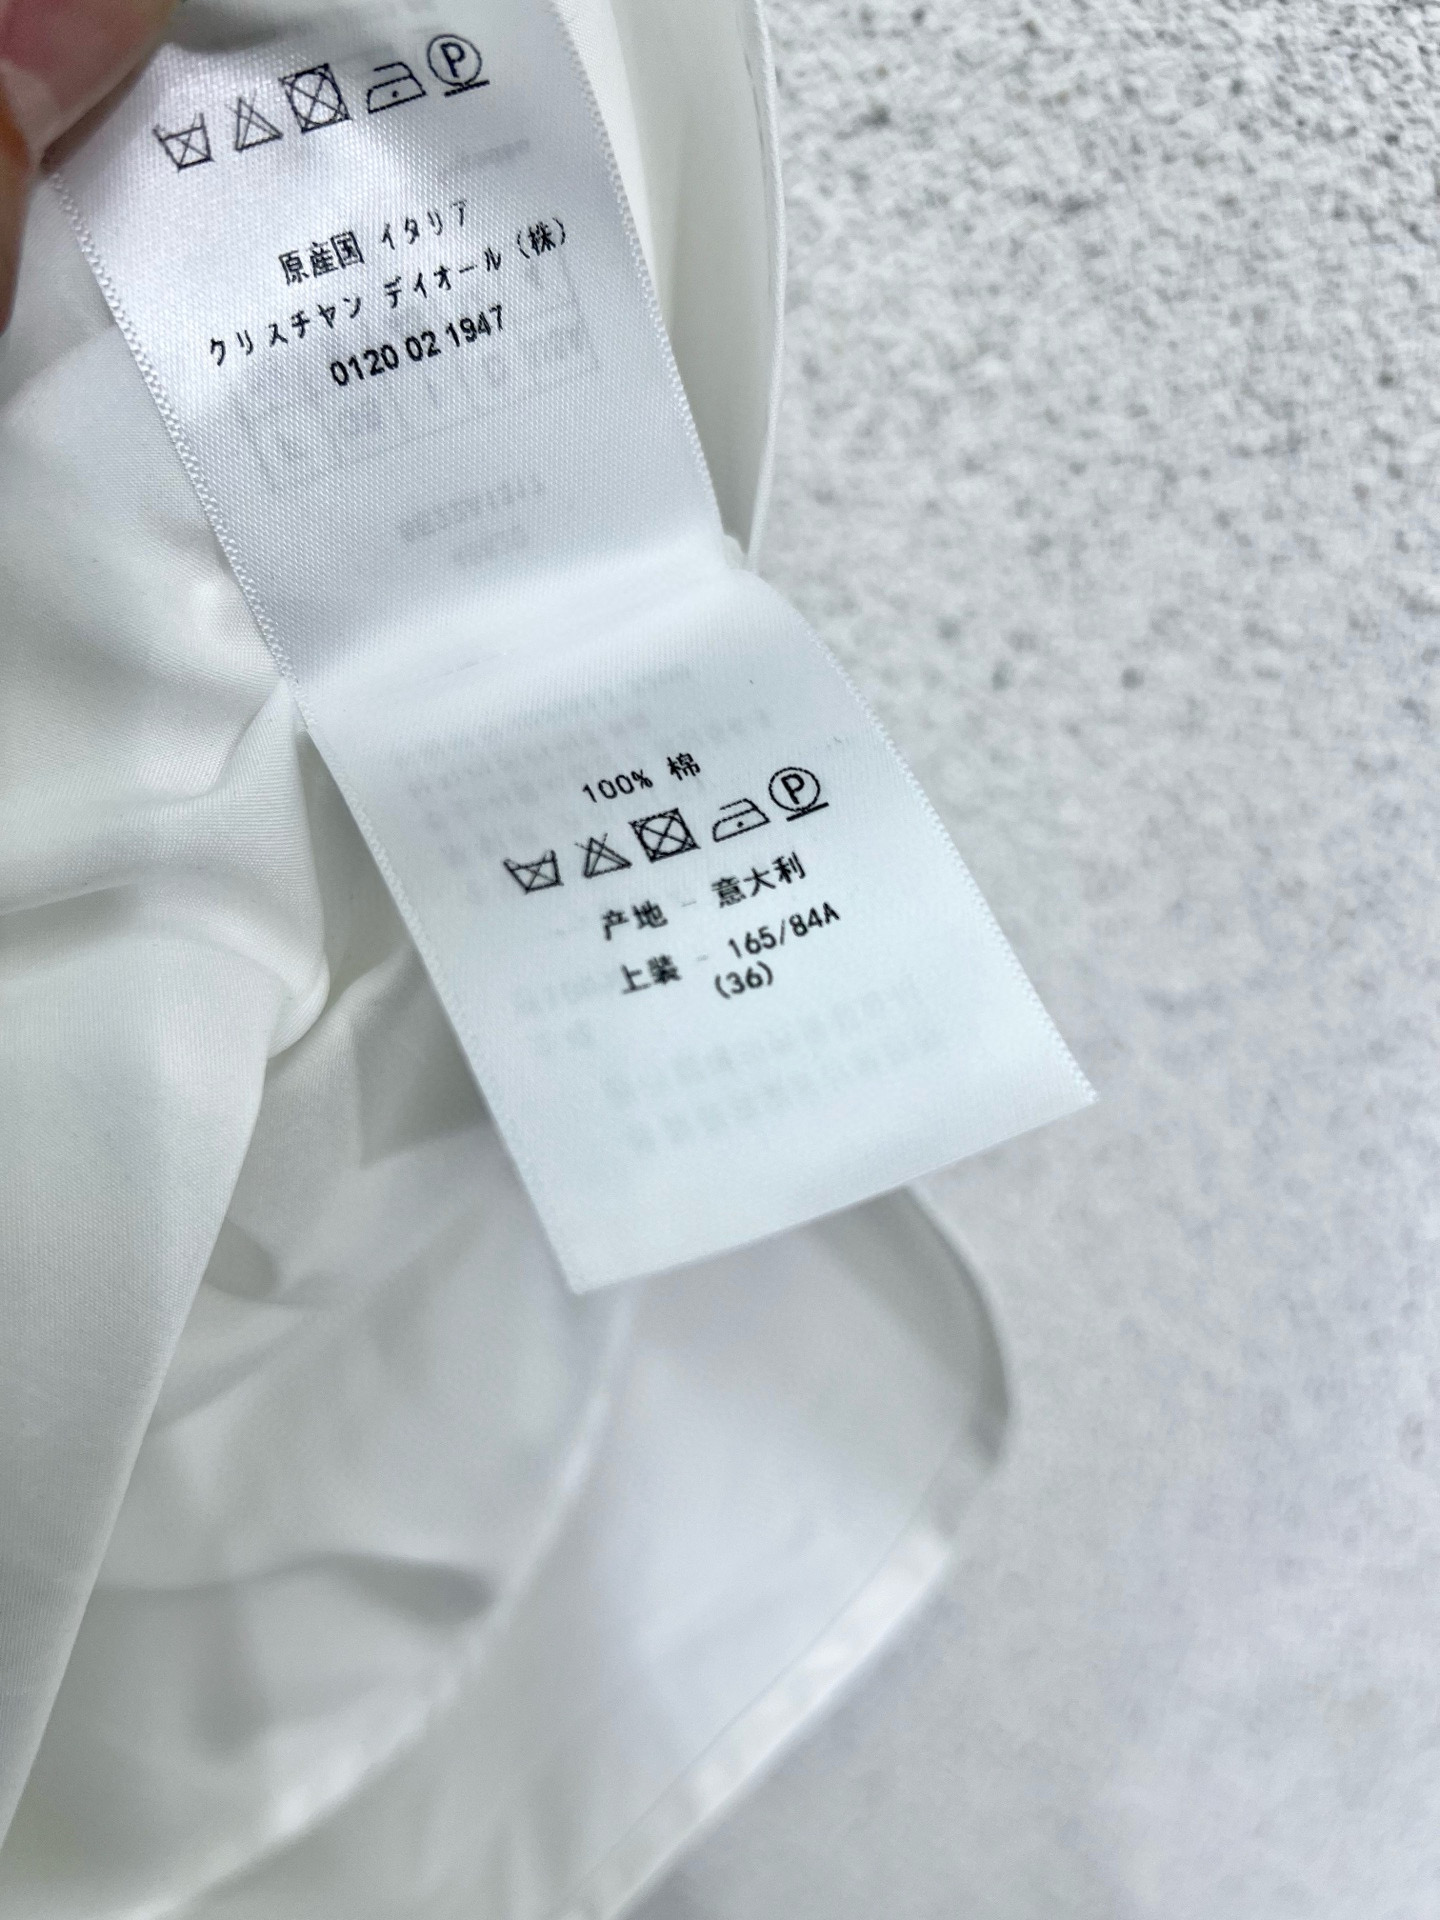 P
原産国 イタリア
クリスチャン デイオール (株)
0120 02 1947
100% 棉
P
产地 - 意大利
上装 - 165/84A
(36)